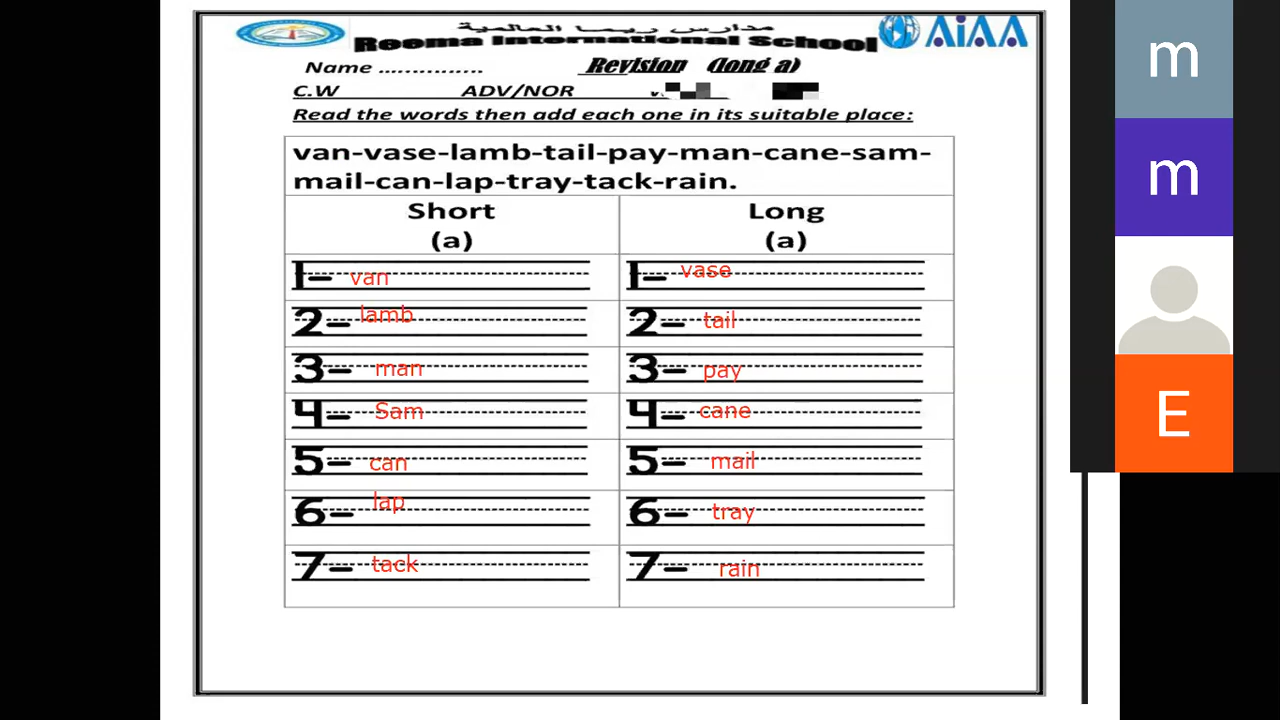 مدارس ريما العالمية
Reema International School
AiAA
Name ..............
Revision (long a)
C.W ADV/NOR
Read the words then add each one in its suitable place:
van-vase-lamb-tail-pay-man-cane-sam-
mail-can-lap-tray-tack-rain.
Short Long
(a) (a)
1- van 1- vase
2- lamb 2- tail
3- man 3- pay
4- Sam 4- cane
5- can 5- mail
6- lap 6- tray
7- tack 7- rain
m
m
E